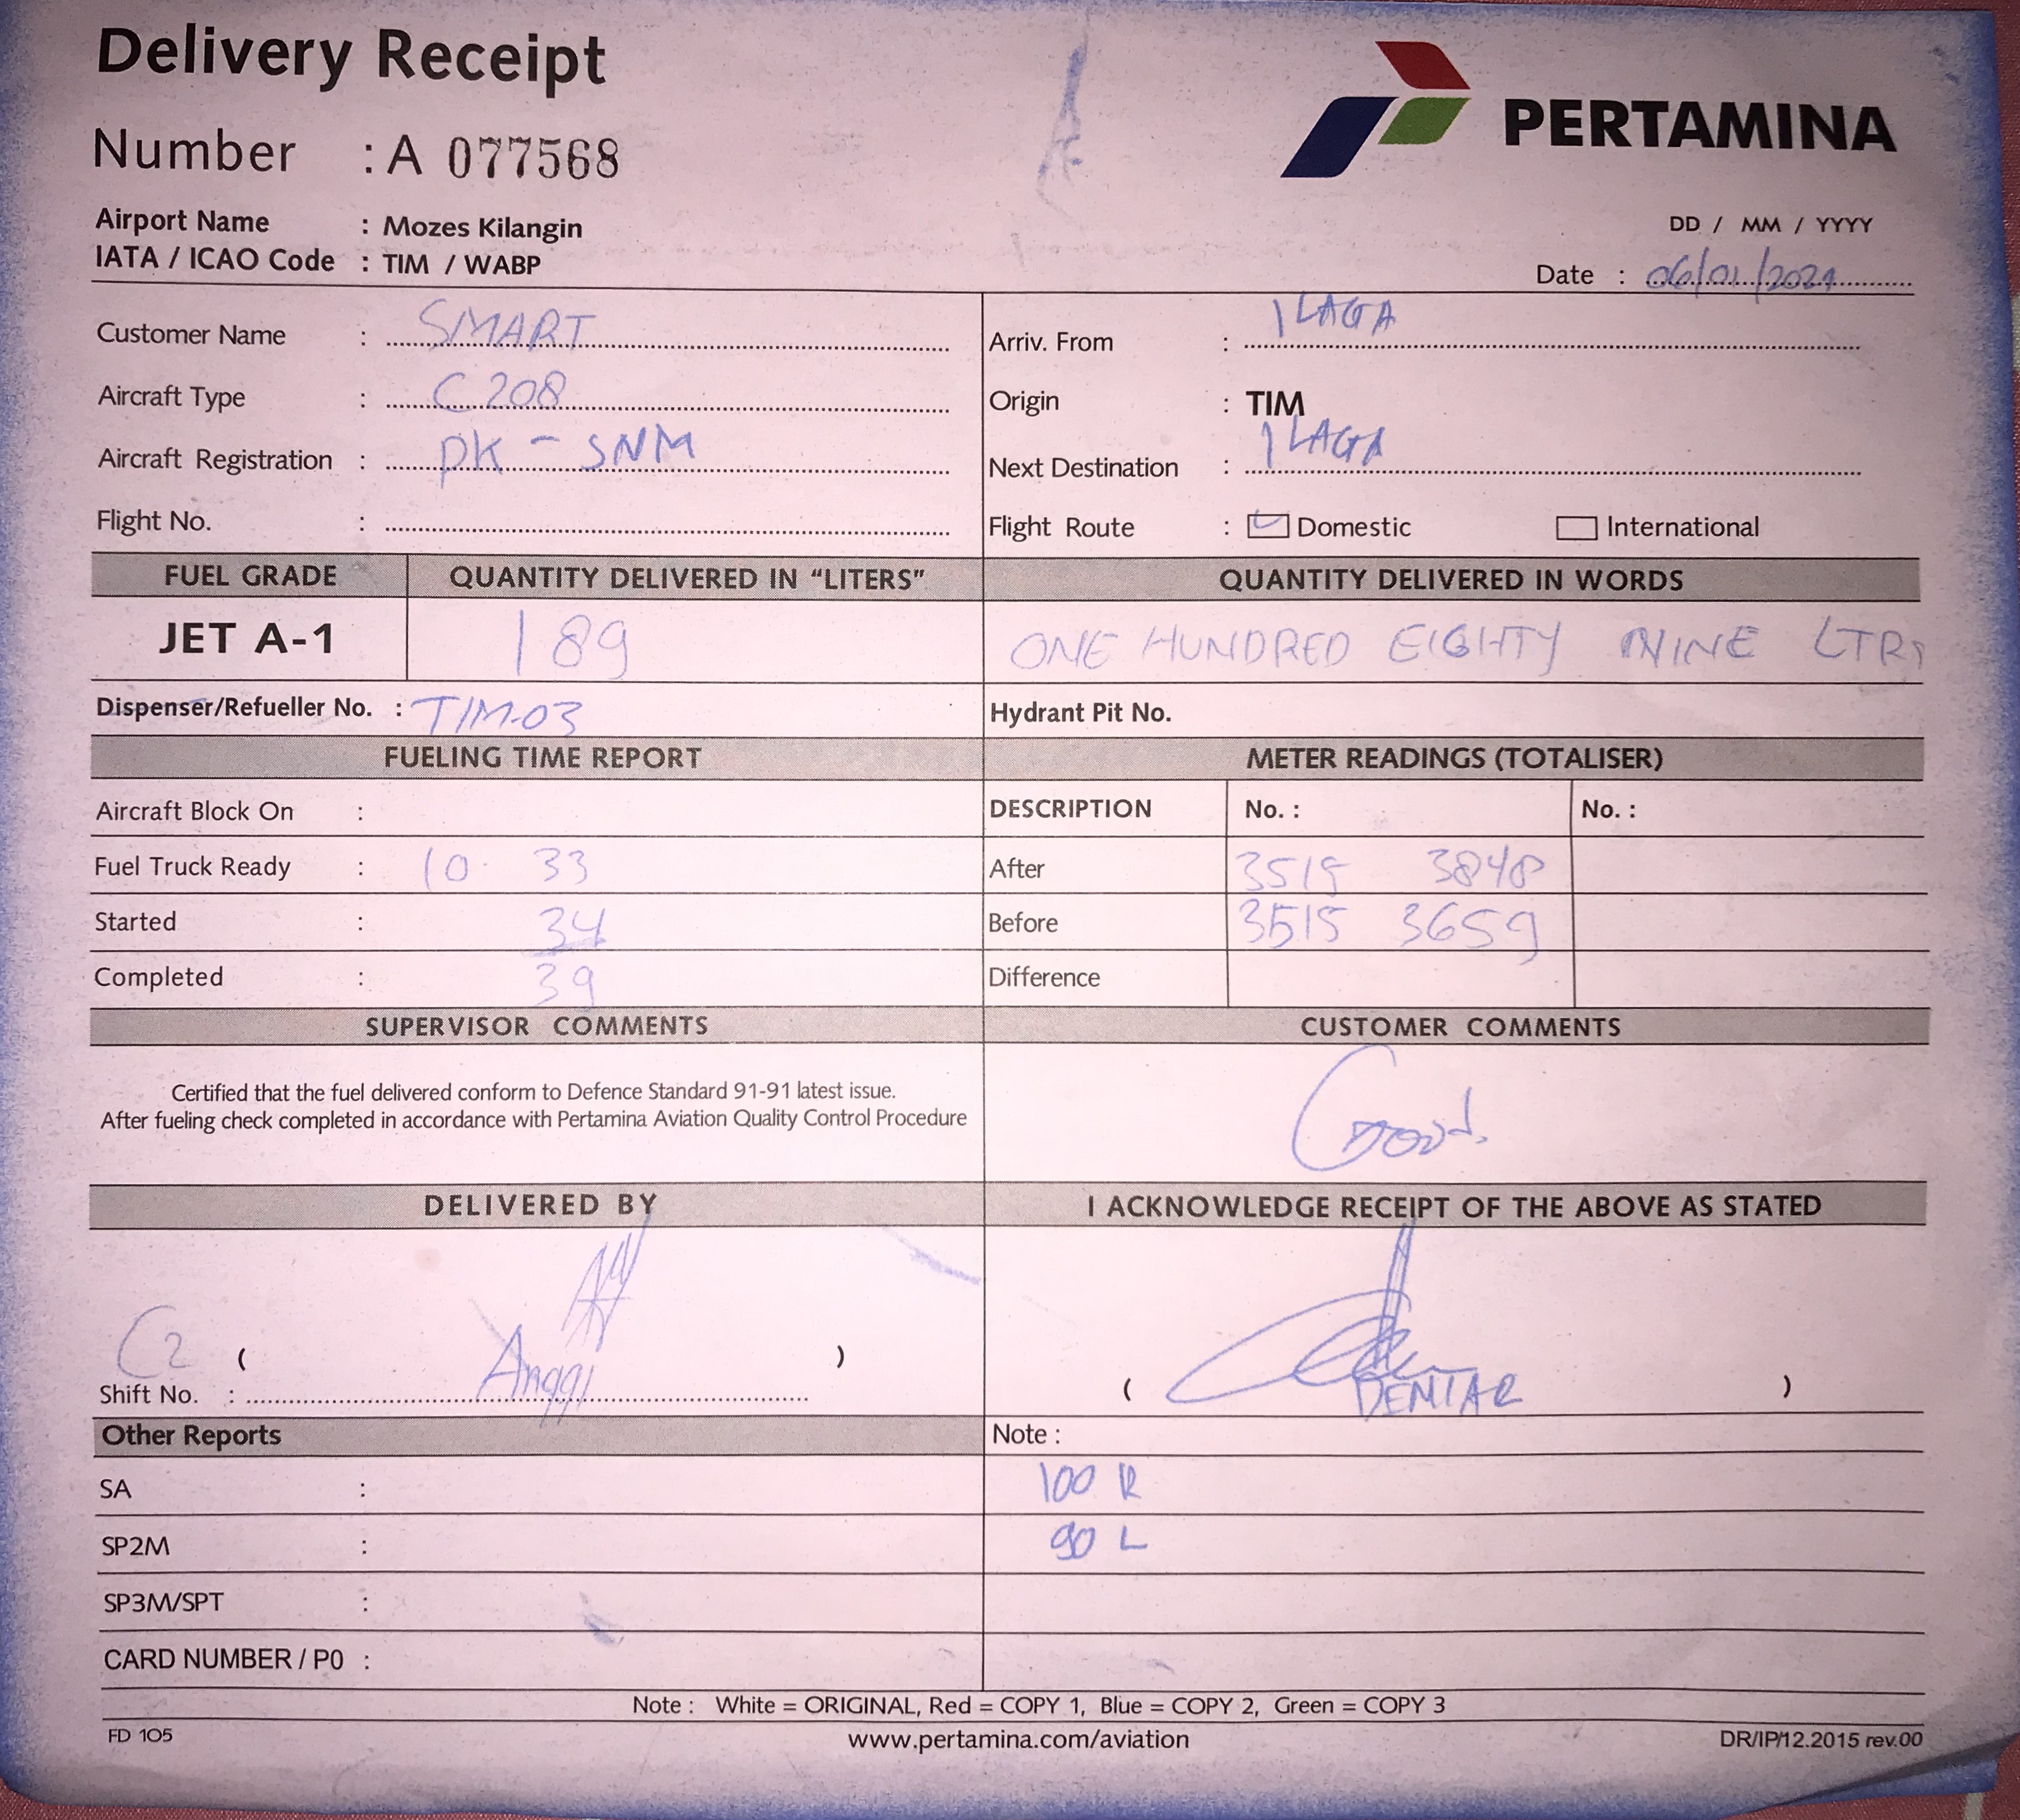 Delivery Receipt
PERTAMINA
Number : A 077568
Airport Name : Mozes Kilangin
IATA / ICAO Code : TIM / WABP
DD / MM / YYYY
Date : 06/01/2021
Customer Name : SMART
Arriv. From : ILAGA
Aircraft Type : C 208
Origin : TIM
Aircraft Registration : PK - SNM
Next Destination : ILAGA
Flight No. :
Flight Route : Domestic International
FUEL GRADE QUANTITY DELIVERED IN "LITERS" QUANTITY DELIVERED IN WORDS
JET A-1 189 ONE HUNDRED EIGHTY NINE LTRS
Dispenser/Refueller No. : TIM-03 Hydrant Pit No.
FUELING TIME REPORT METER READINGS (TOTALISER)
Aircraft Block On : DESCRIPTION No. : No. :
Fuel Truck Ready : 10. 33 After 3515 3848
Started : 34 Before 3515 3659
Completed : 39 Difference
SUPERVISOR COMMENTS CUSTOMER COMMENTS
Certified that the fuel delivered conform to Defence Standard 91-91 latest issue.
After fueling check completed in accordance with Pertamina Aviation Quality Control Procedure
Good.
DELIVERED BY I ACKNOWLEDGE RECEIPT OF THE ABOVE AS STATED
C2 ( )
Shift No. : Anggi ( DENTAR )
Other Reports Note :
SA : 100 R
SP2M : 90 L
SP3M/SPT :
CARD NUMBER / P0 :
Note : White = ORIGINAL, Red = COPY 1, Blue = COPY 2, Green = COPY 3
FD 105 www.pertamina.com/aviation DR/IP/12.2015 rev.00